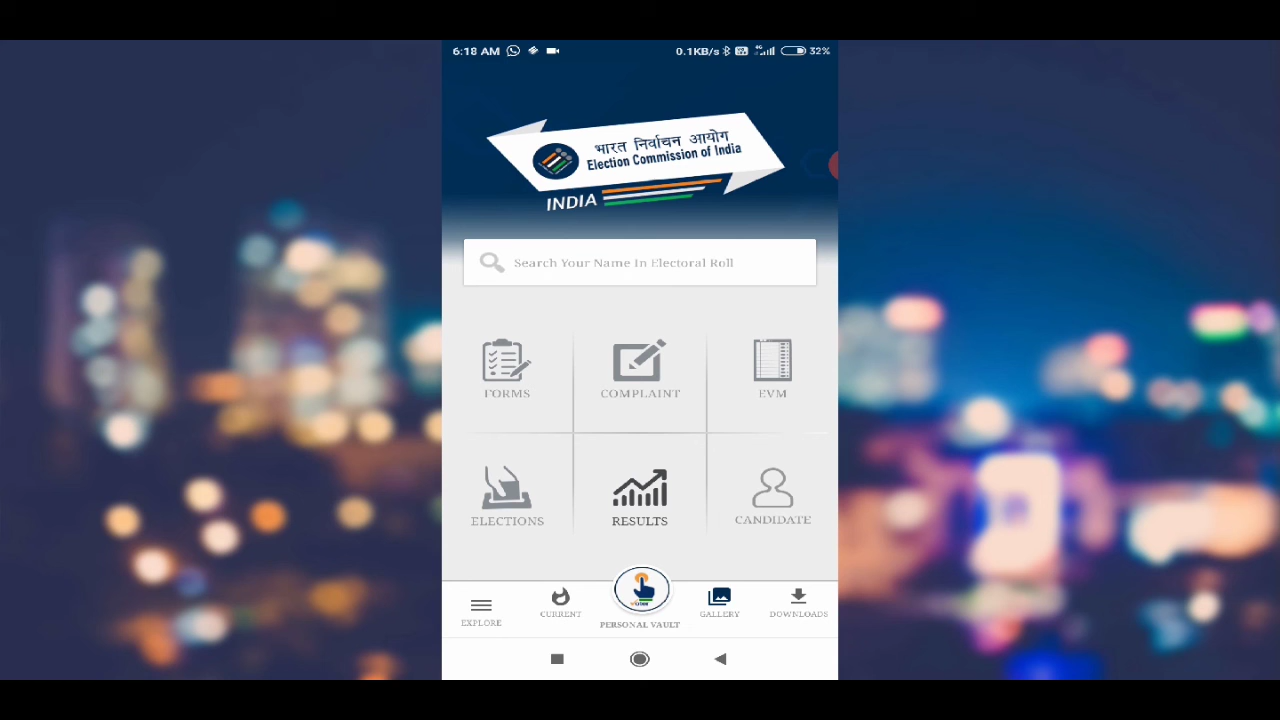 6:18 AM
0.1KB/s
4G
32%
भारत निर्वाचन आयोग
Election Commission of India
INDIA
Search Your Name In Electoral Roll
FORMS
COMPLAINT
EVM
ELECTIONS
RESULTS
CANDIDATE
EXPLORE
CURRENT
PERSONAL VAULT
GALLERY
DOWNLOADS